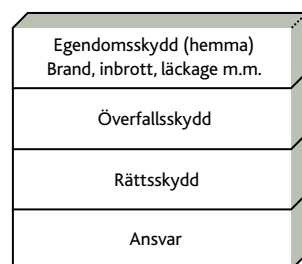 Egendomsskydd (hemma)
Brand, inbrott, läckage m.m.
Överfallsskydd
Rättsskydd
Ansvar